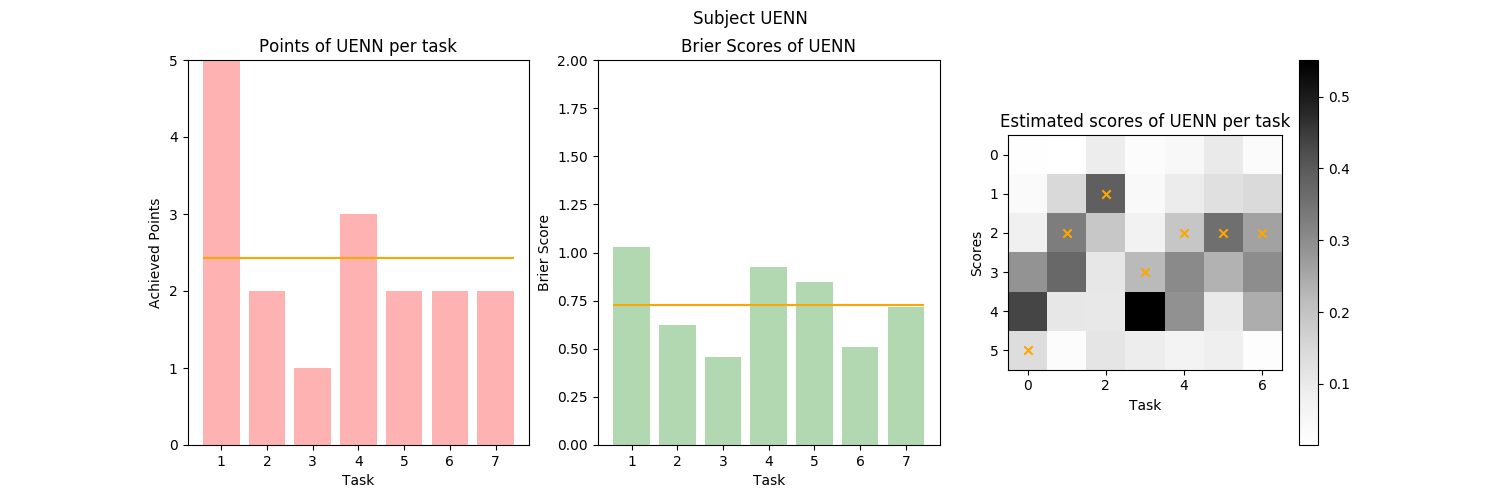 Subject UENN
Points of UENN per task
5
4
3
2
1
0
Achieved Points
1 2 3 4 5 6 7
Task
Brier Scores of UENN
2.00
1.75
1.50
1.25
1.00
0.75
0.50
0.25
0.00
Brier Score
1 2 3 4 5 6 7
Task
Estimated scores of UENN per task
0
1
2
3
4
5
Scores
0 2 4 6
Task
0.5
0.4
0.3
0.2
0.1